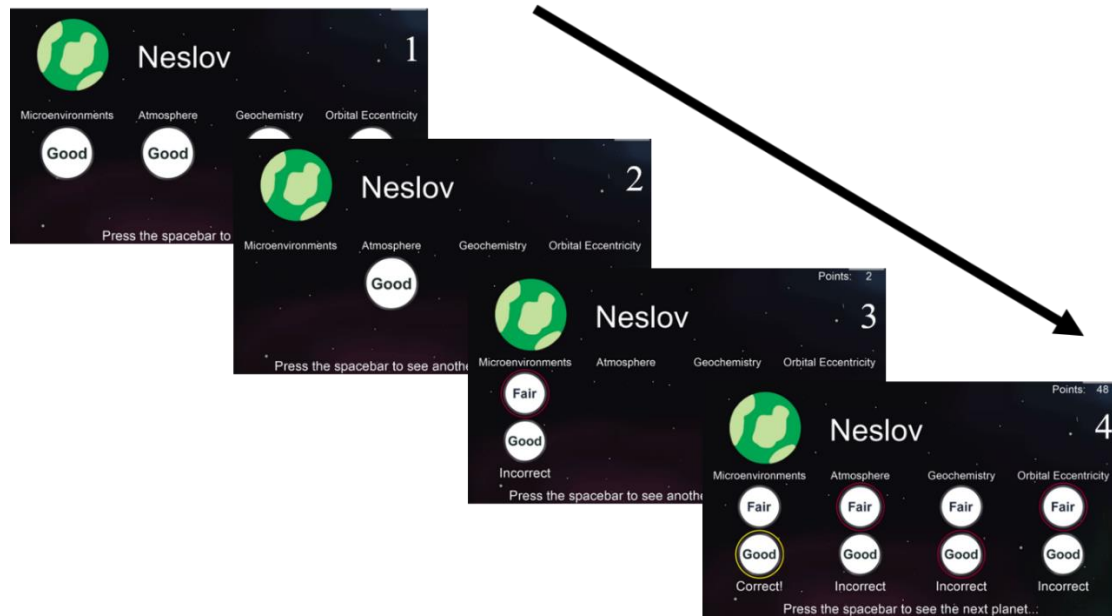 Neslov
1
Microenvironments Atmosphere Geochemistry Orbital Eccentricity
Good Good
Press the spacebar to
Neslov
2
Microenvironments Atmosphere Geochemistry Orbital Eccentricity
Good
Press the spacebar to see anothe
Points: 2
Neslov
3
Microenvironments Atmosphere Geochemistry Orbital Eccentricity
Fair
Good
Incorrect
Press the spacebar to see anothe
Points: 48
Neslov
4
Microenvironments Atmosphere Geochemistry Orbital Eccentricity
Fair Fair Fair Fair
Good Good Good Good
Correct! Incorrect Incorrect Incorrect
Press the spacebar to see the next planet...